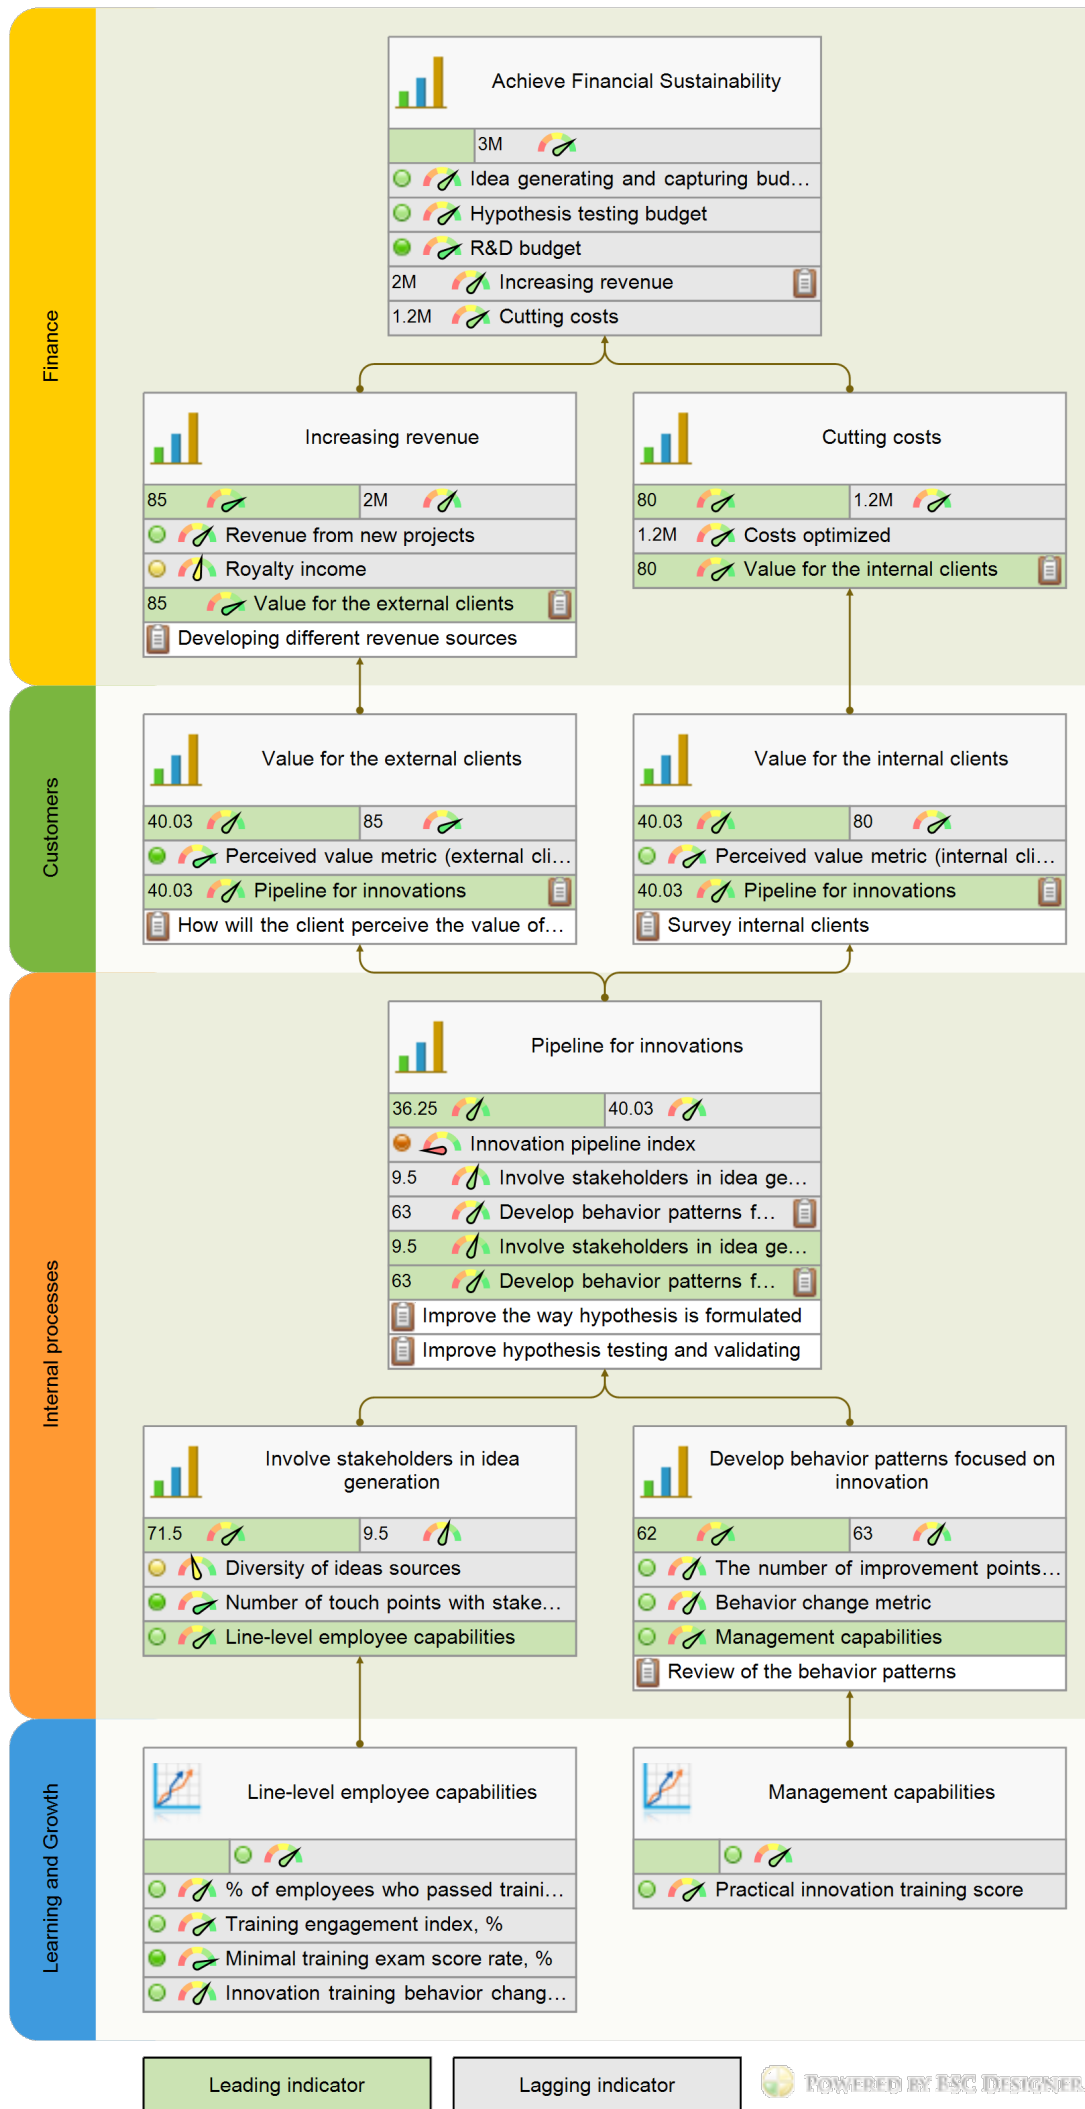 Finance
Achieve Financial Sustainability
3M
Idea generating and capturing bud...
Hypothesis testing budget
R&D budget
2M Increasing revenue
1.2M Cutting costs
Increasing revenue
85 2M
Revenue from new projects
Royalty income
85 Value for the external clients
Developing different revenue sources
Cutting costs
80 1.2M
1.2M Costs optimized
80 Value for the internal clients
Customers
Value for the external clients
40.03 85
Perceived value metric (external cli...
40.03 Pipeline for innovations
How will the client perceive the value of...
Value for the internal clients
40.03 80
Perceived value metric (internal cli...
40.03 Pipeline for innovations
Survey internal clients
Internal processes
Pipeline for innovations
36.25 40.03
Innovation pipeline index
9.5 Involve stakeholders in idea ge...
63 Develop behavior patterns f...
9.5 Involve stakeholders in idea ge...
63 Develop behavior patterns f...
Improve the way hypothesis is formulated
Improve hypothesis testing and validating
Involve stakeholders in idea
generation
71.5 9.5
Diversity of ideas sources
Number of touch points with stake...
Line-level employee capabilities
Develop behavior patterns focused on
innovation
62 63
The number of improvement points...
Behavior change metric
Management capabilities
Review of the behavior patterns
Learning and Growth
Line-level employee capabilities
% of employees who passed traini...
Training engagement index, %
Minimal training exam score rate, %
Innovation training behavior chang...
Management capabilities
Practical innovation training score
Leading indicator
Lagging indicator
Powered by BSC Designer